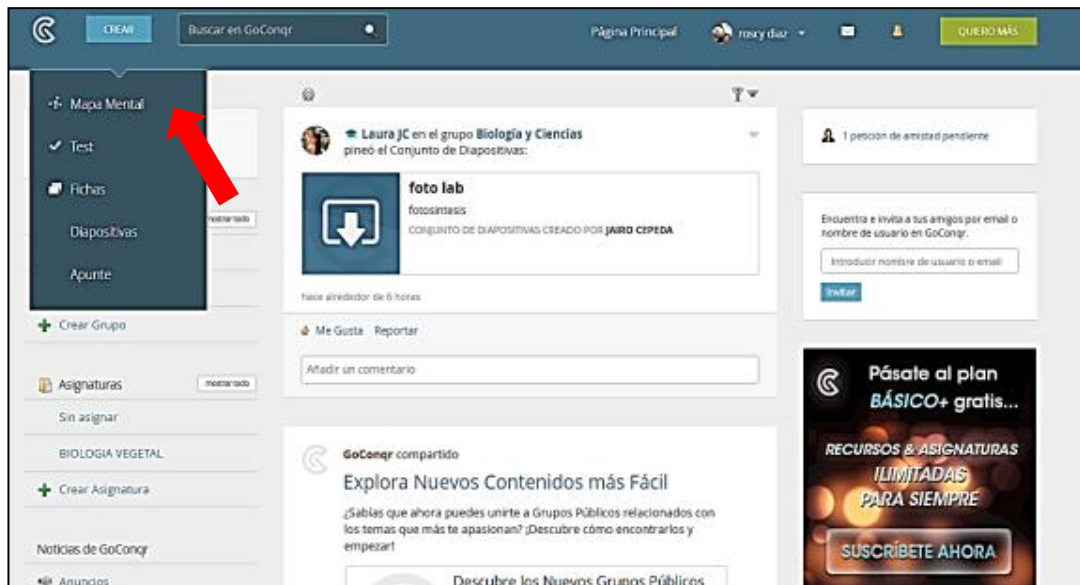 CREAR
Buscar en GoConqr
Página Principal
roscy diaz
QUIERO MÁS
Mapa Mental
Test
Fichas
Diapositivas
Apunte
mostrar todo
Crear Grupo
Asignaturas
mostrar todo
Sin asignar
BIOLOGIA VEGETAL
Crear Asignatura
Noticias de GoConqr
Anuncios
Laura JC en el grupo Biología y Ciencias
pineó el Conjunto de Diapositivas:
foto lab
fotosintesis
CONJUNTO DE DIAPOSITIVAS CREADO POR JAIRO CEPEDA
hace alrededor de 6 horas
Me Gusta Reportar
Añadir un comentario
GoConqr compartido
Explora Nuevos Contenidos más Fácil
¿Sabías que ahora puedes unirte a Grupos Públicos relacionados con
los temas que más te apasionan? ¡Descubre cómo encontrarlos y
empezar!
Descubre los Nuevos Grupos Públicos
1 petición de amistad pendiente
Encuentra e invita a tus amigos por email o
nombre de usuario en GoConqr.
Introducir nombre de usuario o email
Invitar
Pásate al plan
BÁSICO+ gratis...
RECURSOS & ASIGNATURAS
ILIMITADAS
PARA SIEMPRE
SUSCRÍBETE AHORA